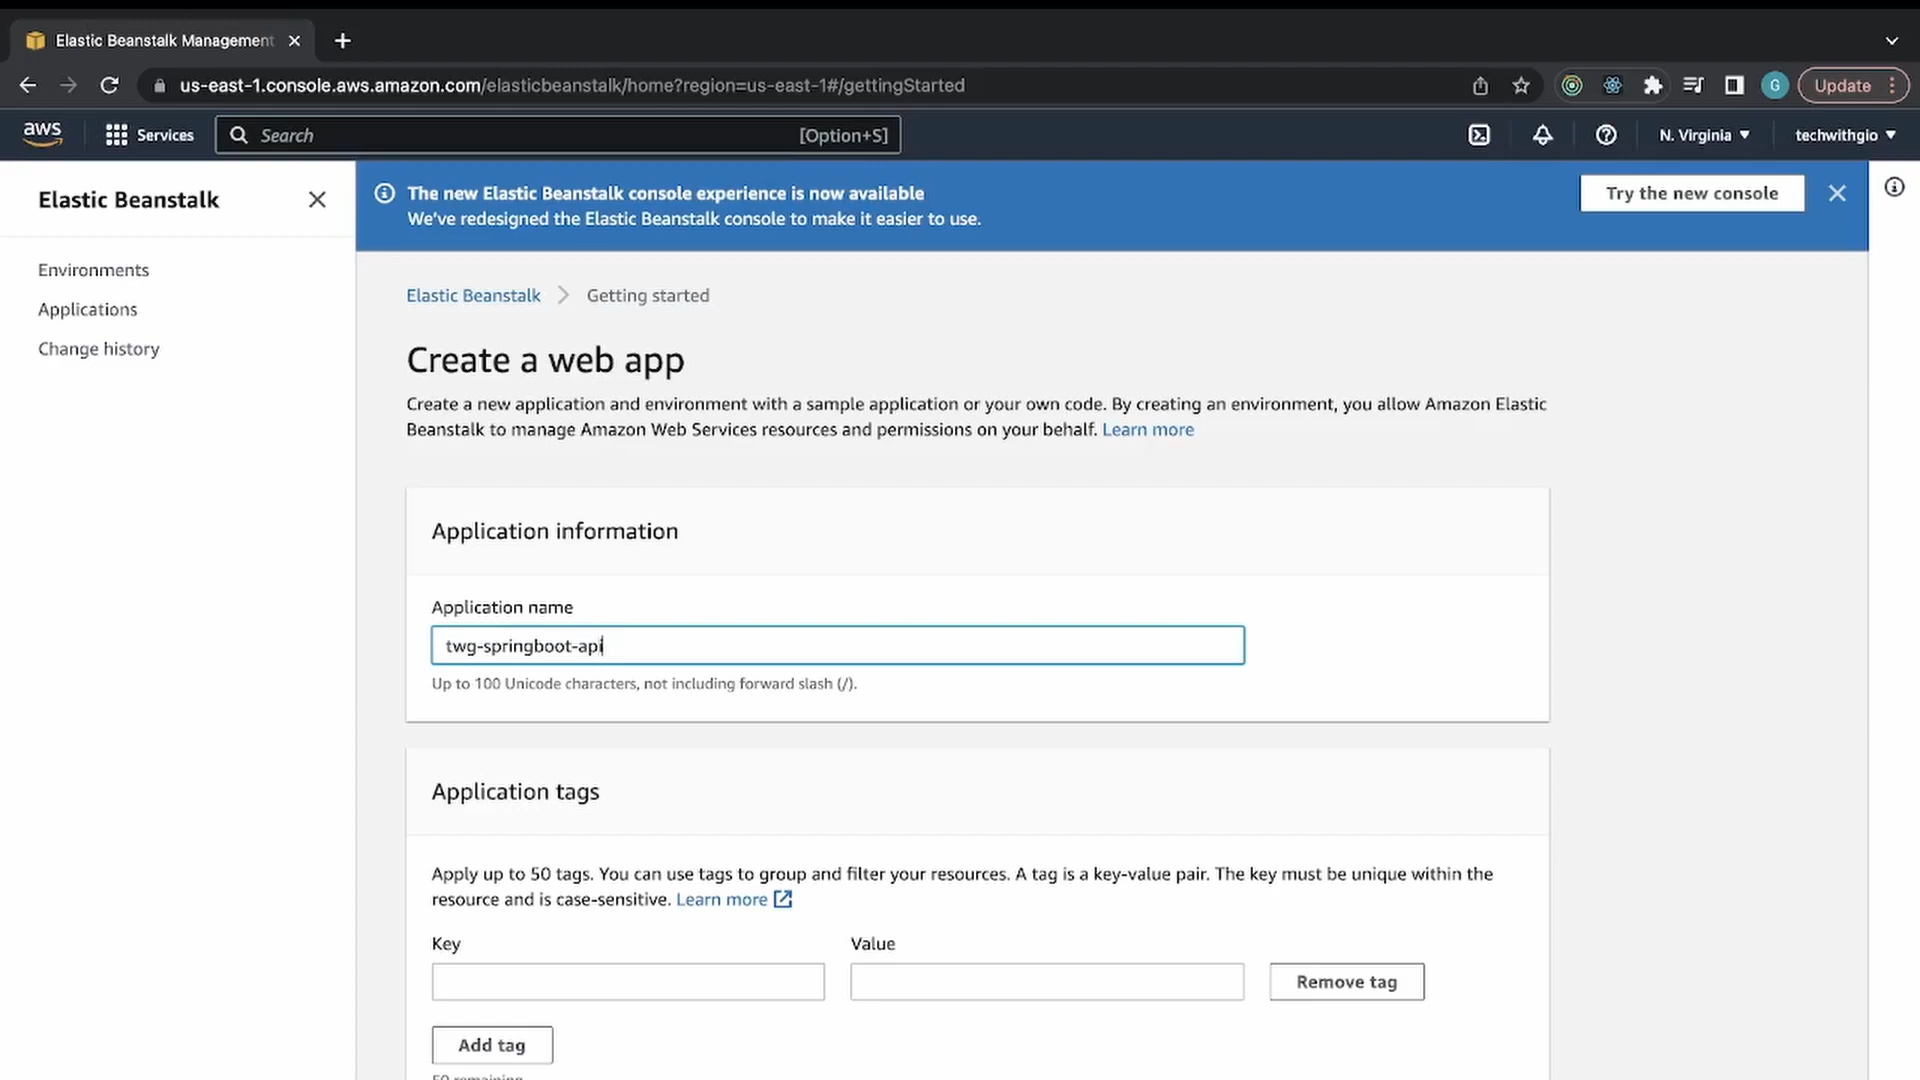 Elastic Beanstalk Management
us-east-1.console.aws.amazon.com/elasticbeanstalk/home?region=us-east-1#/gettingStarted
G
Update
aws
Services
Search
[Option+S]
N. Virginia
techwithgio
Elastic Beanstalk
Environments
Applications
Change history
The new Elastic Beanstalk console experience is now available
We've redesigned the Elastic Beanstalk console to make it easier to use.
Try the new console
Elastic Beanstalk
Getting started
Create a web app
Create a new application and environment with a sample application or your own code. By creating an environment, you allow Amazon Elastic
Beanstalk to manage Amazon Web Services resources and permissions on your behalf. Learn more
Application information
Application name
twg-springboot-api
Up to 100 Unicode characters, not including forward slash (/).
Application tags
Apply up to 50 tags. You can use tags to group and filter your resources. A tag is a key-value pair. The key must be unique within the
resource and is case-sensitive. Learn more
Key
Value
Remove tag
Add tag
50 remaining